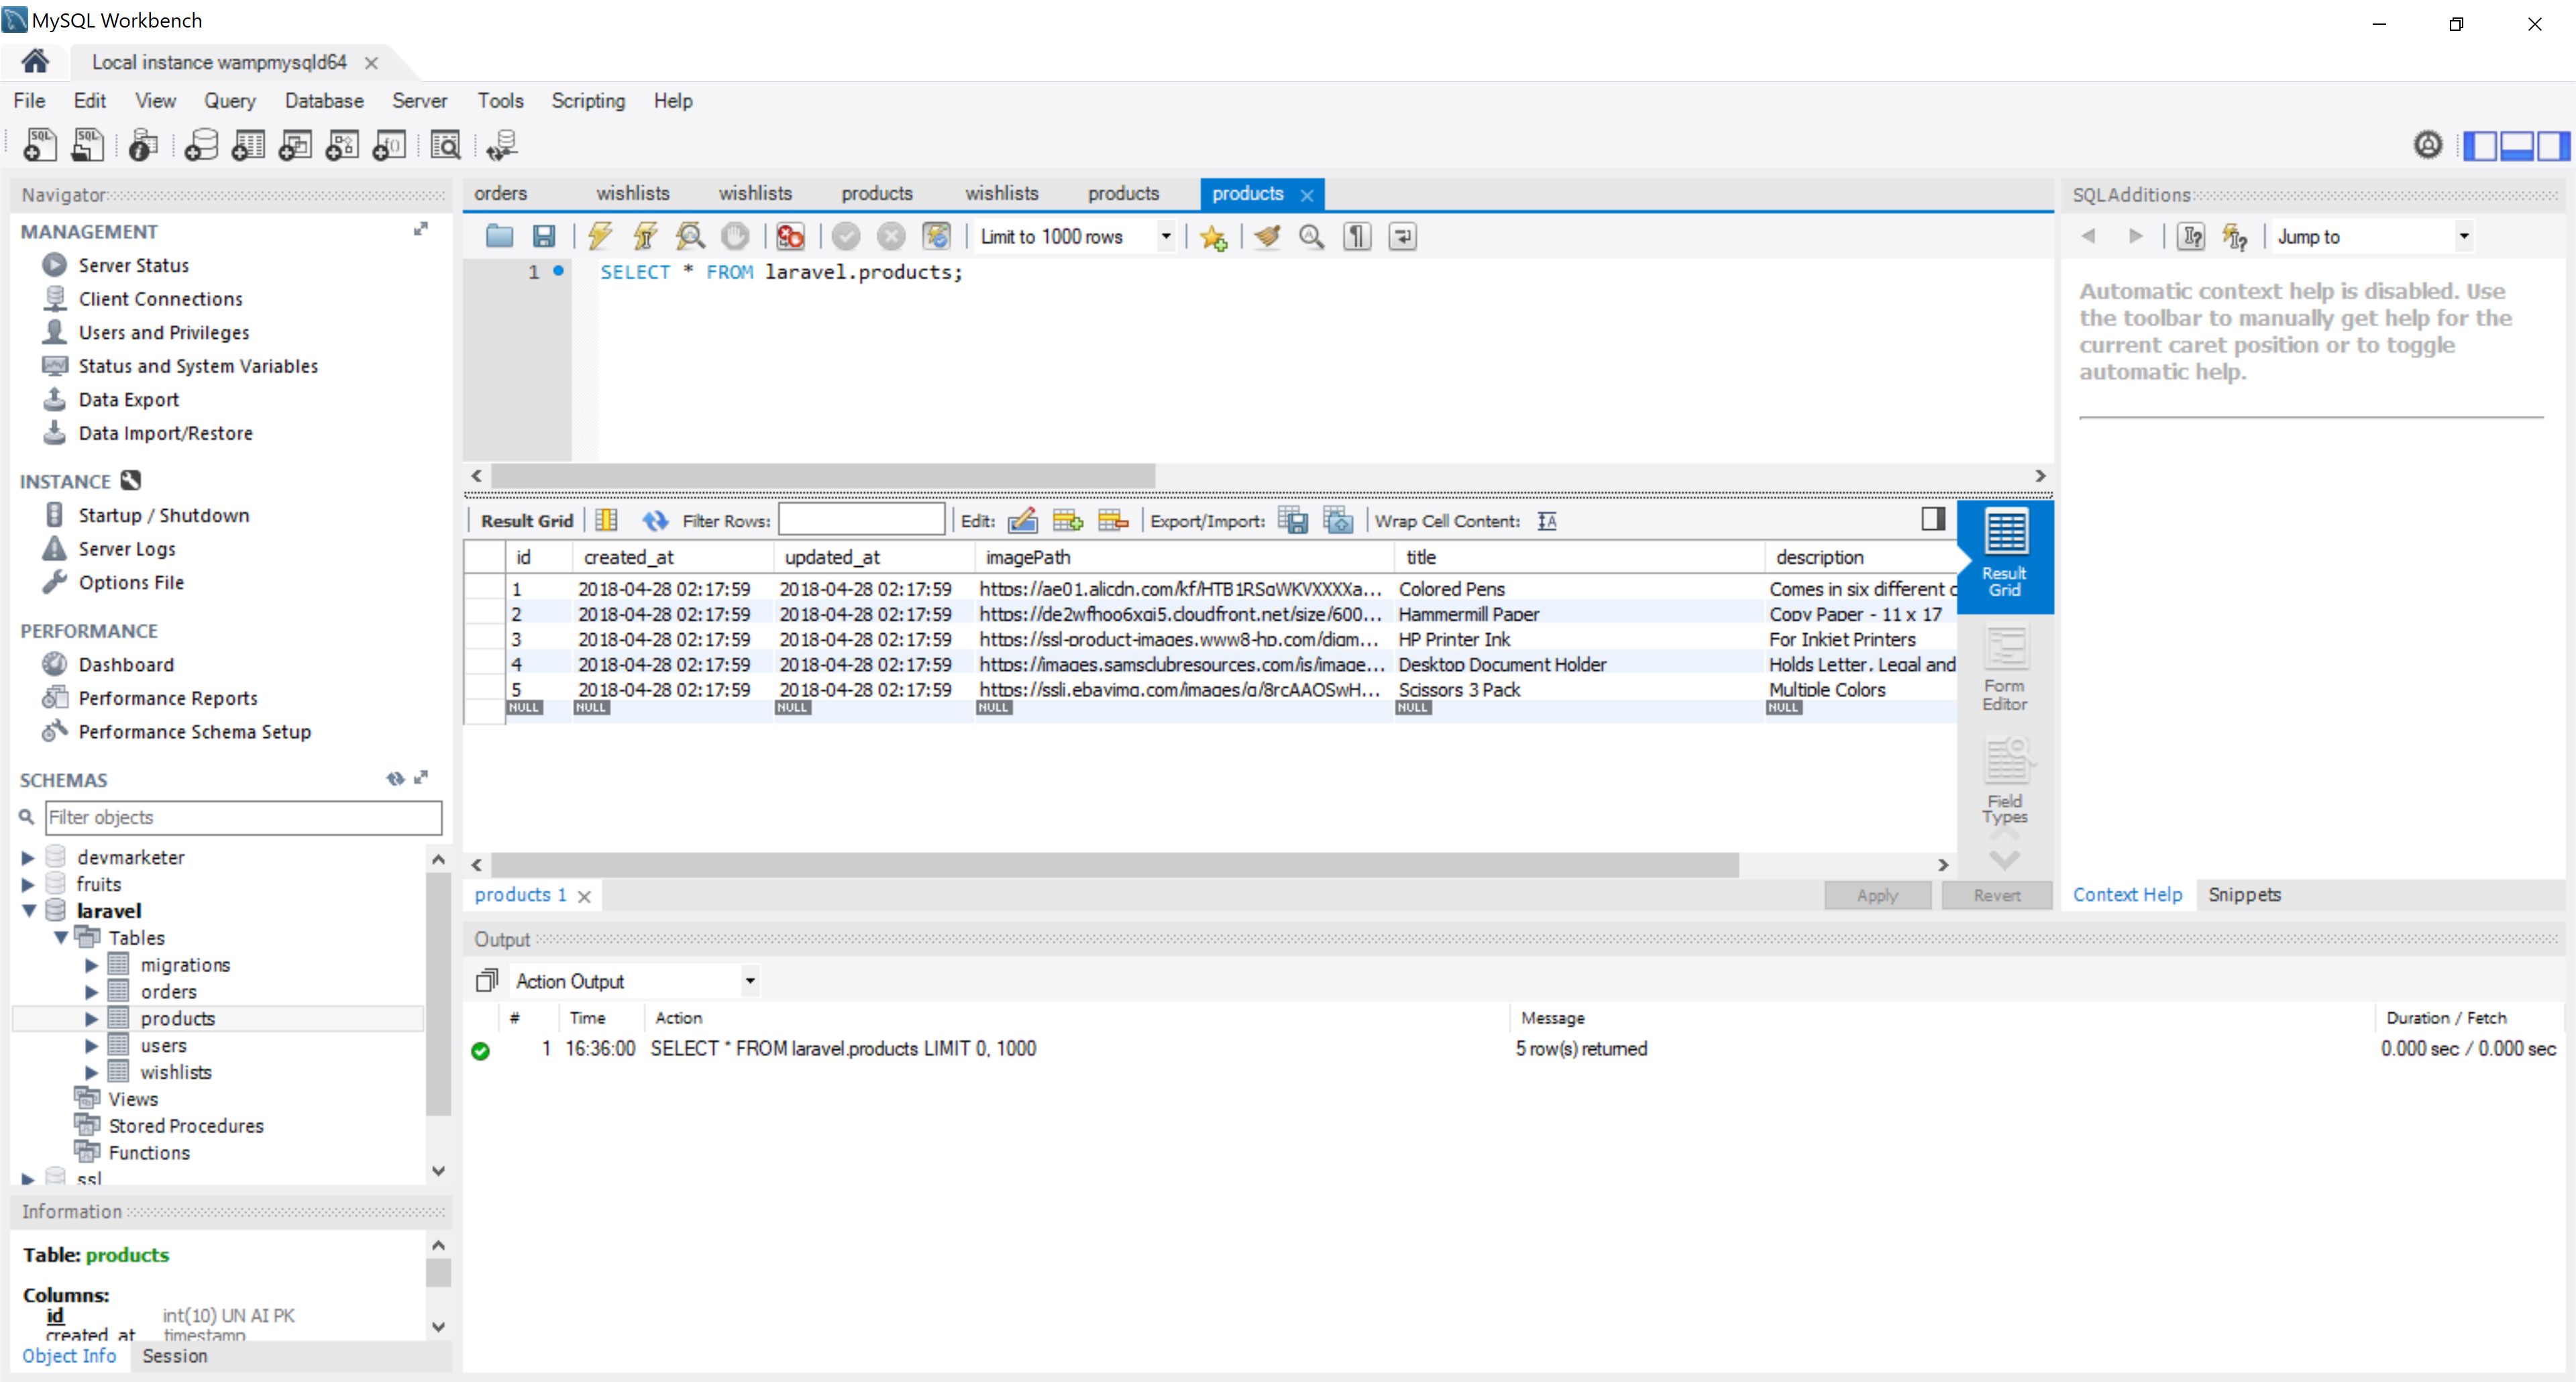 MySQL Workbench
Local instance wampmysqld64
File Edit View Query Database Server Tools Scripting Help
Navigator
MANAGEMENT
Server Status
Client Connections
Users and Privileges
Status and System Variables
Data Export
Data Import/Restore
INSTANCE
Startup / Shutdown
Server Logs
Options File
PERFORMANCE
Dashboard
Performance Reports
Performance Schema Setup
SCHEMAS
Filter objects
devmarketer
fruits
laravel
Tables
migrations
orders
products
users
wishlists
Views
Stored Procedures
Functions
ssl
Information
Table: products
Columns:
id int(10) UN AI PK
created_at timestamp
Object Info Session
orders wishlists wishlists products wishlists products products
Limit to 1000 rows
1 SELECT * FROM laravel.products;
Result Grid Filter Rows: Edit: Export/Import: Wrap Cell Content:
id created_at updated_at imagePath title description
1 2018-04-28 02:17:59 2018-04-28 02:17:59 https://ae01.alicdn.com/kf/HTB1RSqWKVXXXXa... Colored Pens Comes in six different c
2 2018-04-28 02:17:59 2018-04-28 02:17:59 https://de2wfhoo6xqi5.cloudfront.net/size/600... Hammermill Paper Copy Paper - 11 x 17
3 2018-04-28 02:17:59 2018-04-28 02:17:59 https://ssl-product-images.www8-hp.com/digm... HP Printer Ink For Inkjet Printers
4 2018-04-28 02:17:59 2018-04-28 02:17:59 https://images.samsclubresources.com/is/image... Desktop Document Holder Holds Letter, Legal and
5 2018-04-28 02:17:59 2018-04-28 02:17:59 https://ssli.ebayimg.com/images/g/8rcAAOSwH... Scissors 3 Pack Multiple Colors
NULL NULL NULL NULL NULL NULL
Result
Grid
Form
Editor
Field
Types
products 1 Apply Revert
SQLAdditions
Jump to
Automatic context help is disabled. Use
the toolbar to manually get help for the
current caret position or to toggle
automatic help.
Context Help Snippets
Output
Action Output
# Time Action Message Duration / Fetch
1 16:36:00 SELECT * FROM laravel.products LIMIT 0, 1000 5 row(s) returned 0.000 sec / 0.000 sec